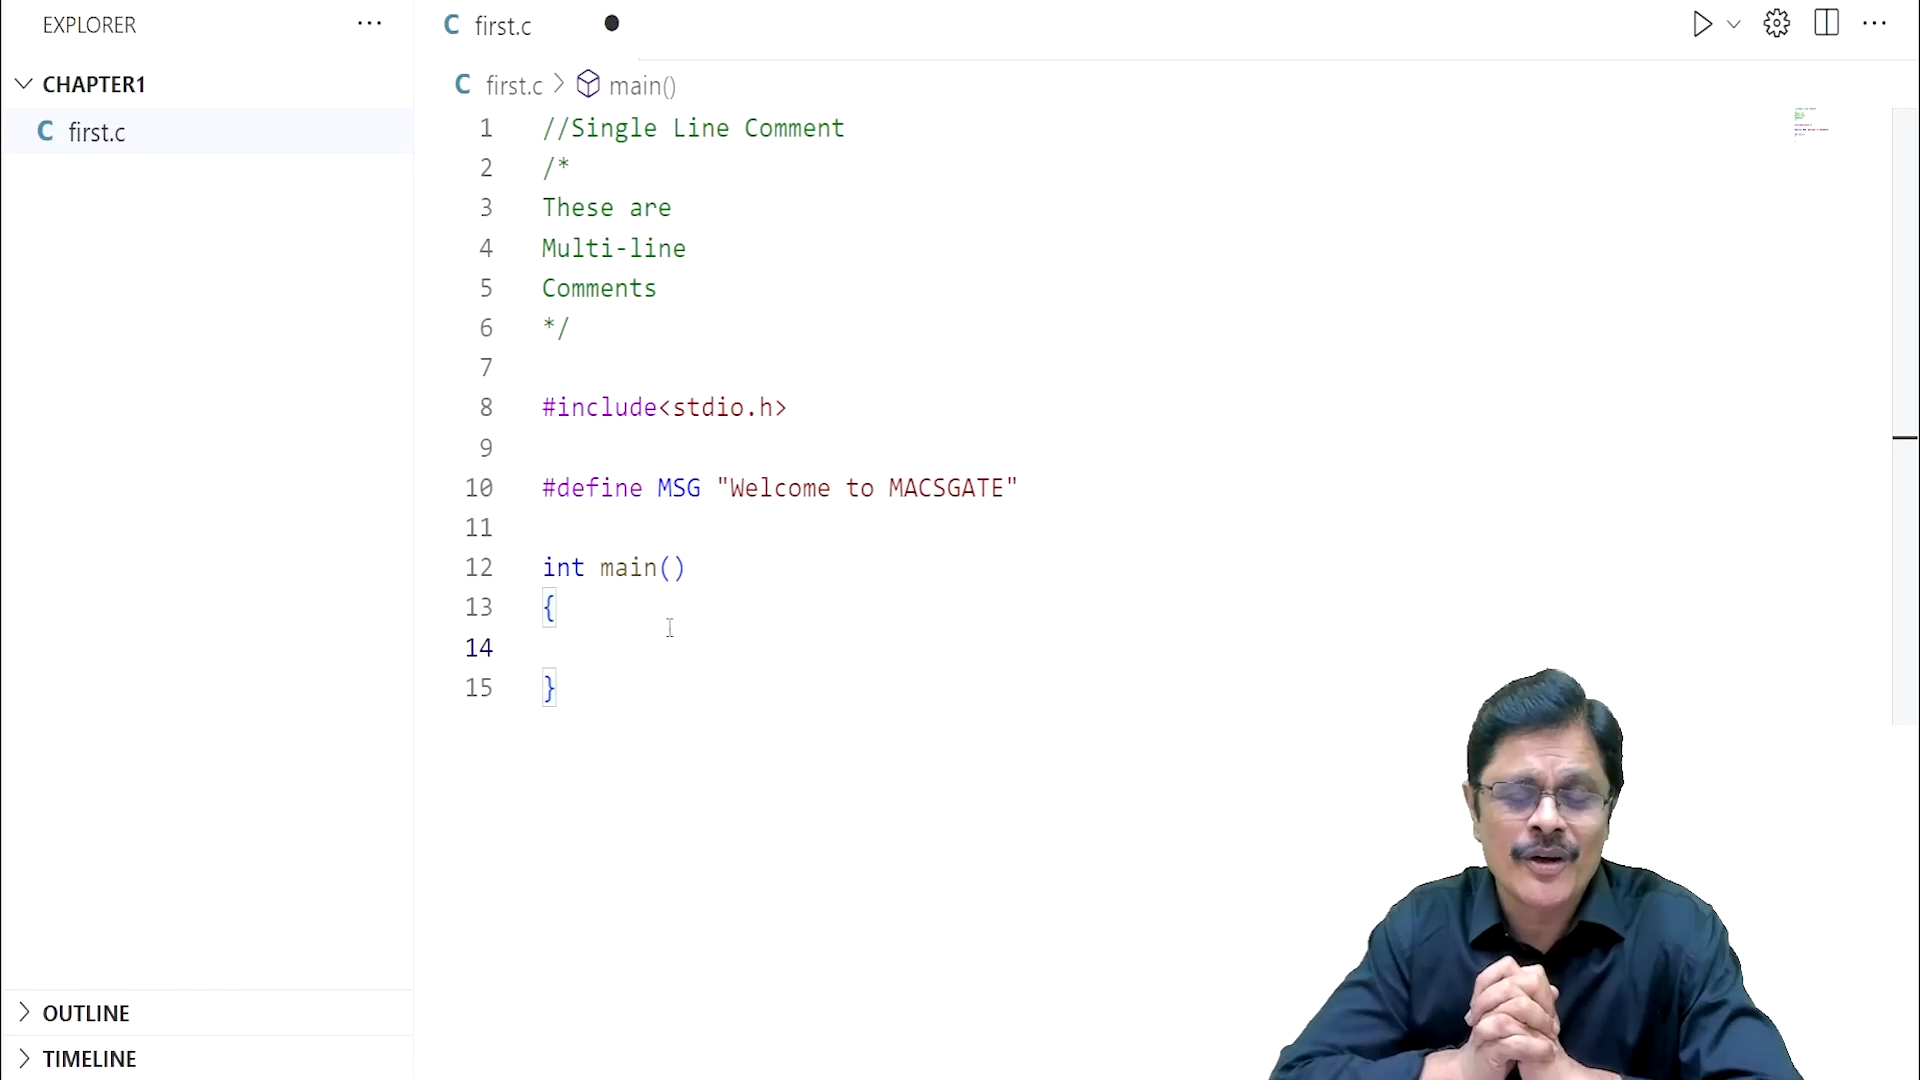 EXPLORER
CHAPTER1
C first.c
OUTLINE
TIMELINE
C first.c
C first.c > main()
1 //Single Line Comment
2 /*
3 These are
4 Multi-line
5 Comments
6 */
7
8 #include<stdio.h>
9
10 #define MSG "Welcome to MACSGATE"
11
12 int main()
13 {
14
15 }